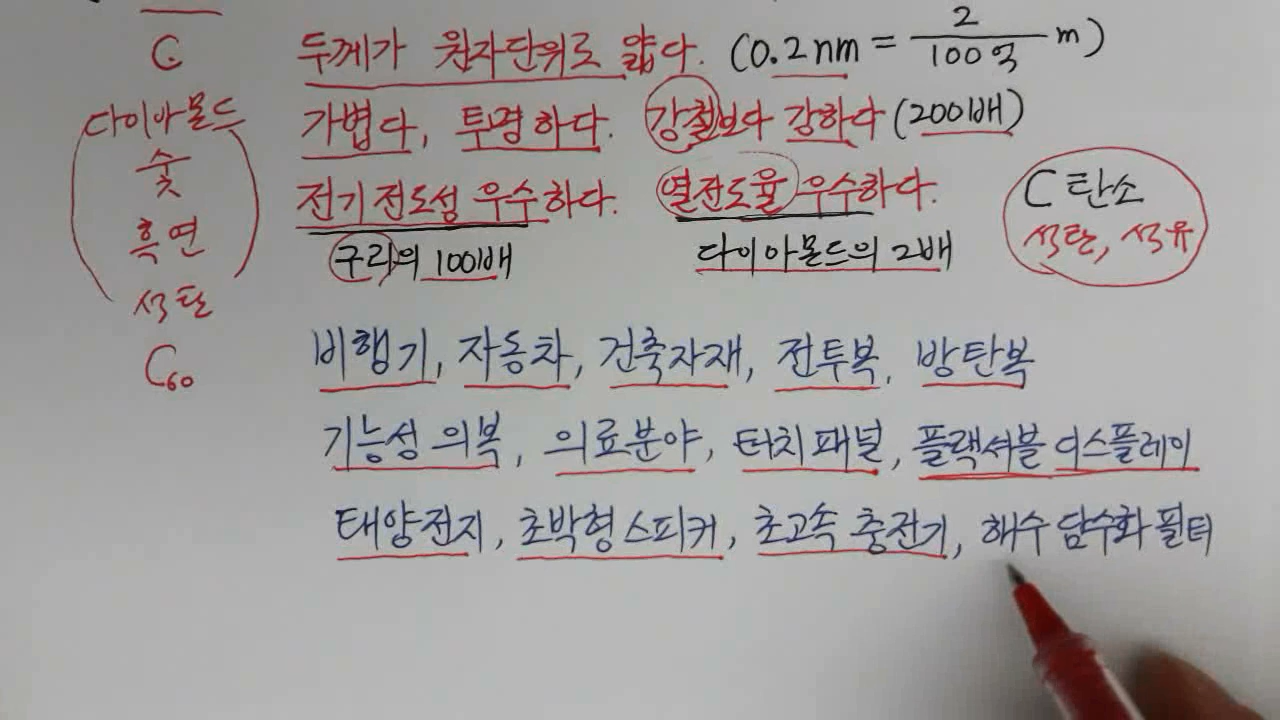 C 두께가 원자단위로 얇다. (0.2nm = 2/100억 m)
다이아몬드 가볍다, 투명하다. 강철보다 강하다 (200배)
숯 전기전도성 우수하다. 열전도율 우수하다. C 탄소
흑연 구리의 100배 다이아몬드의 2배 석탄, 석유
석탄
C60 비행기, 자동차, 건축자재, 전투복, 방탄복
기능성 의복, 의료분야, 터치패널, 플랙셔블 디스플레이
태양전지, 초박형스피커, 초고속 충전기, 해수 담수화 필터